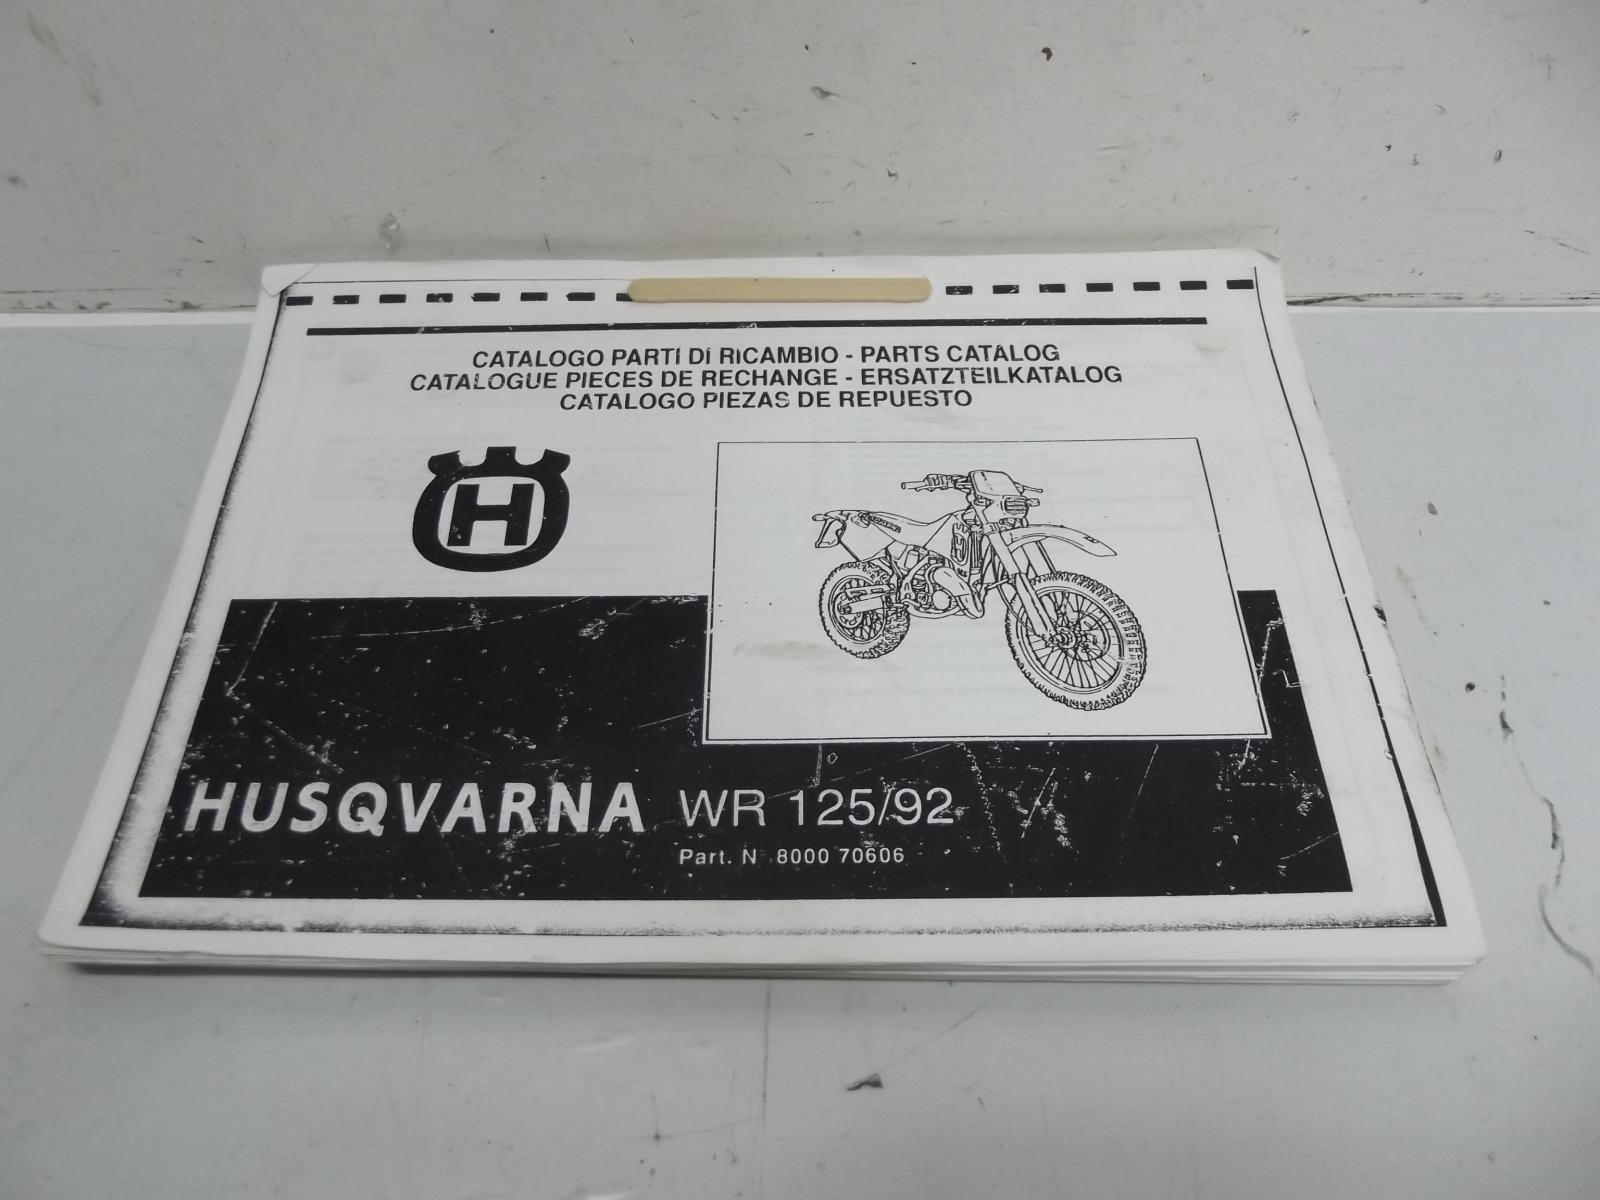 CATALOGO PARTI DI RICAMBIO - PARTS CATALOG
CATALOGUE PIECES DE RECHANGE - ERSATZTEILKATALOG
CATALOGO PIEZAS DE REPUESTO
H
HUSQVARNA WR 125/92
Part. N 8000 70606